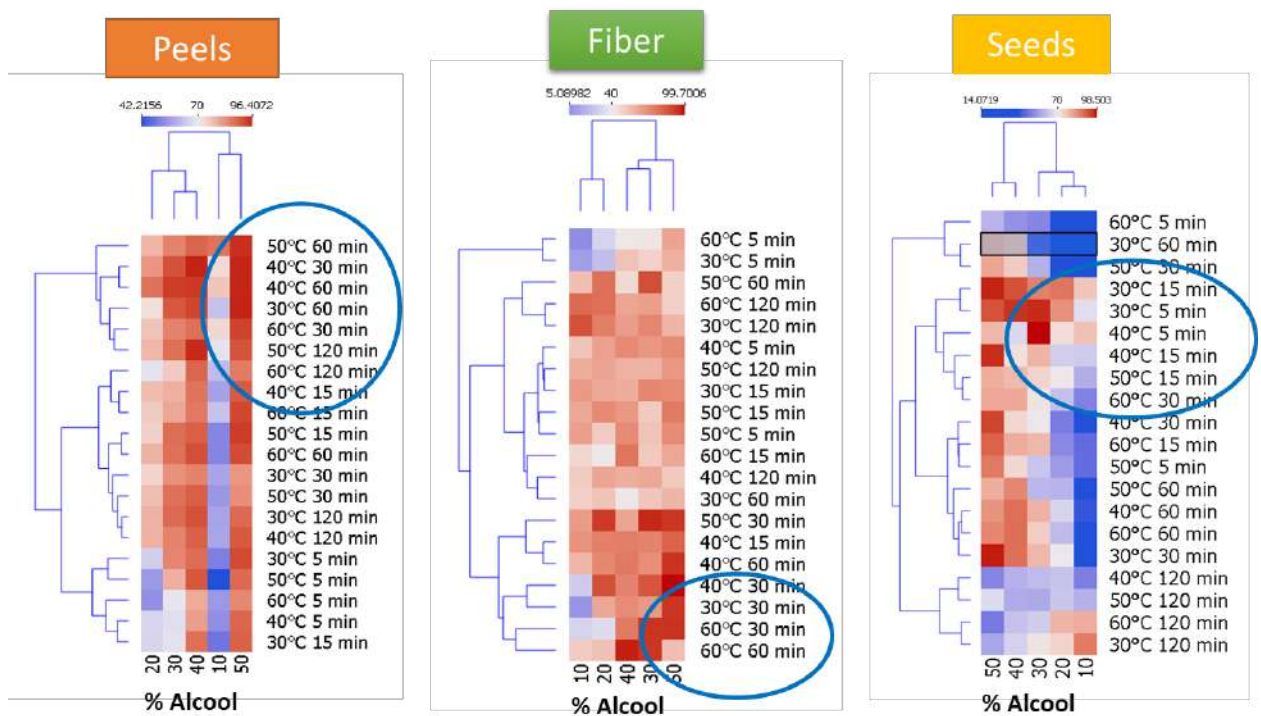 Peels
42.2156 70 96.4072
50°C 60 min
40°C 30 min
40°C 60 min
30°C 60 min
60°C 30 min
50°C 120 min
60°C 120 min
40°C 15 min
60°C 15 min
50°C 15 min
60°C 60 min
30°C 30 min
50°C 30 min
30°C 120 min
40°C 120 min
30°C 5 min
50°C 5 min
60°C 5 min
40°C 5 min
30°C 15 min
20 30 40 10 50
% Alcool
Fiber
5.08982 40 99.7006
60°C 5 min
30°C 5 min
50°C 60 min
60°C 120 min
30°C 120 min
40°C 5 min
50°C 120 min
30°C 15 min
50°C 15 min
50°C 5 min
60°C 15 min
40°C 120 min
30°C 60 min
50°C 30 min
40°C 15 min
40°C 60 min
40°C 30 min
30°C 30 min
60°C 30 min
60°C 60 min
10 20 40 30 50
% Alcool
Seeds
14.0719 70 98.503
60°C 5 min
30°C 60 min
50°C 30 min
30°C 15 min
30°C 5 min
40°C 5 min
40°C 15 min
50°C 15 min
60°C 30 min
40°C 30 min
60°C 15 min
50°C 5 min
50°C 60 min
40°C 60 min
60°C 60 min
30°C 30 min
40°C 120 min
50°C 120 min
60°C 120 min
30°C 120 min
50 40 30 20 10
% Alcool